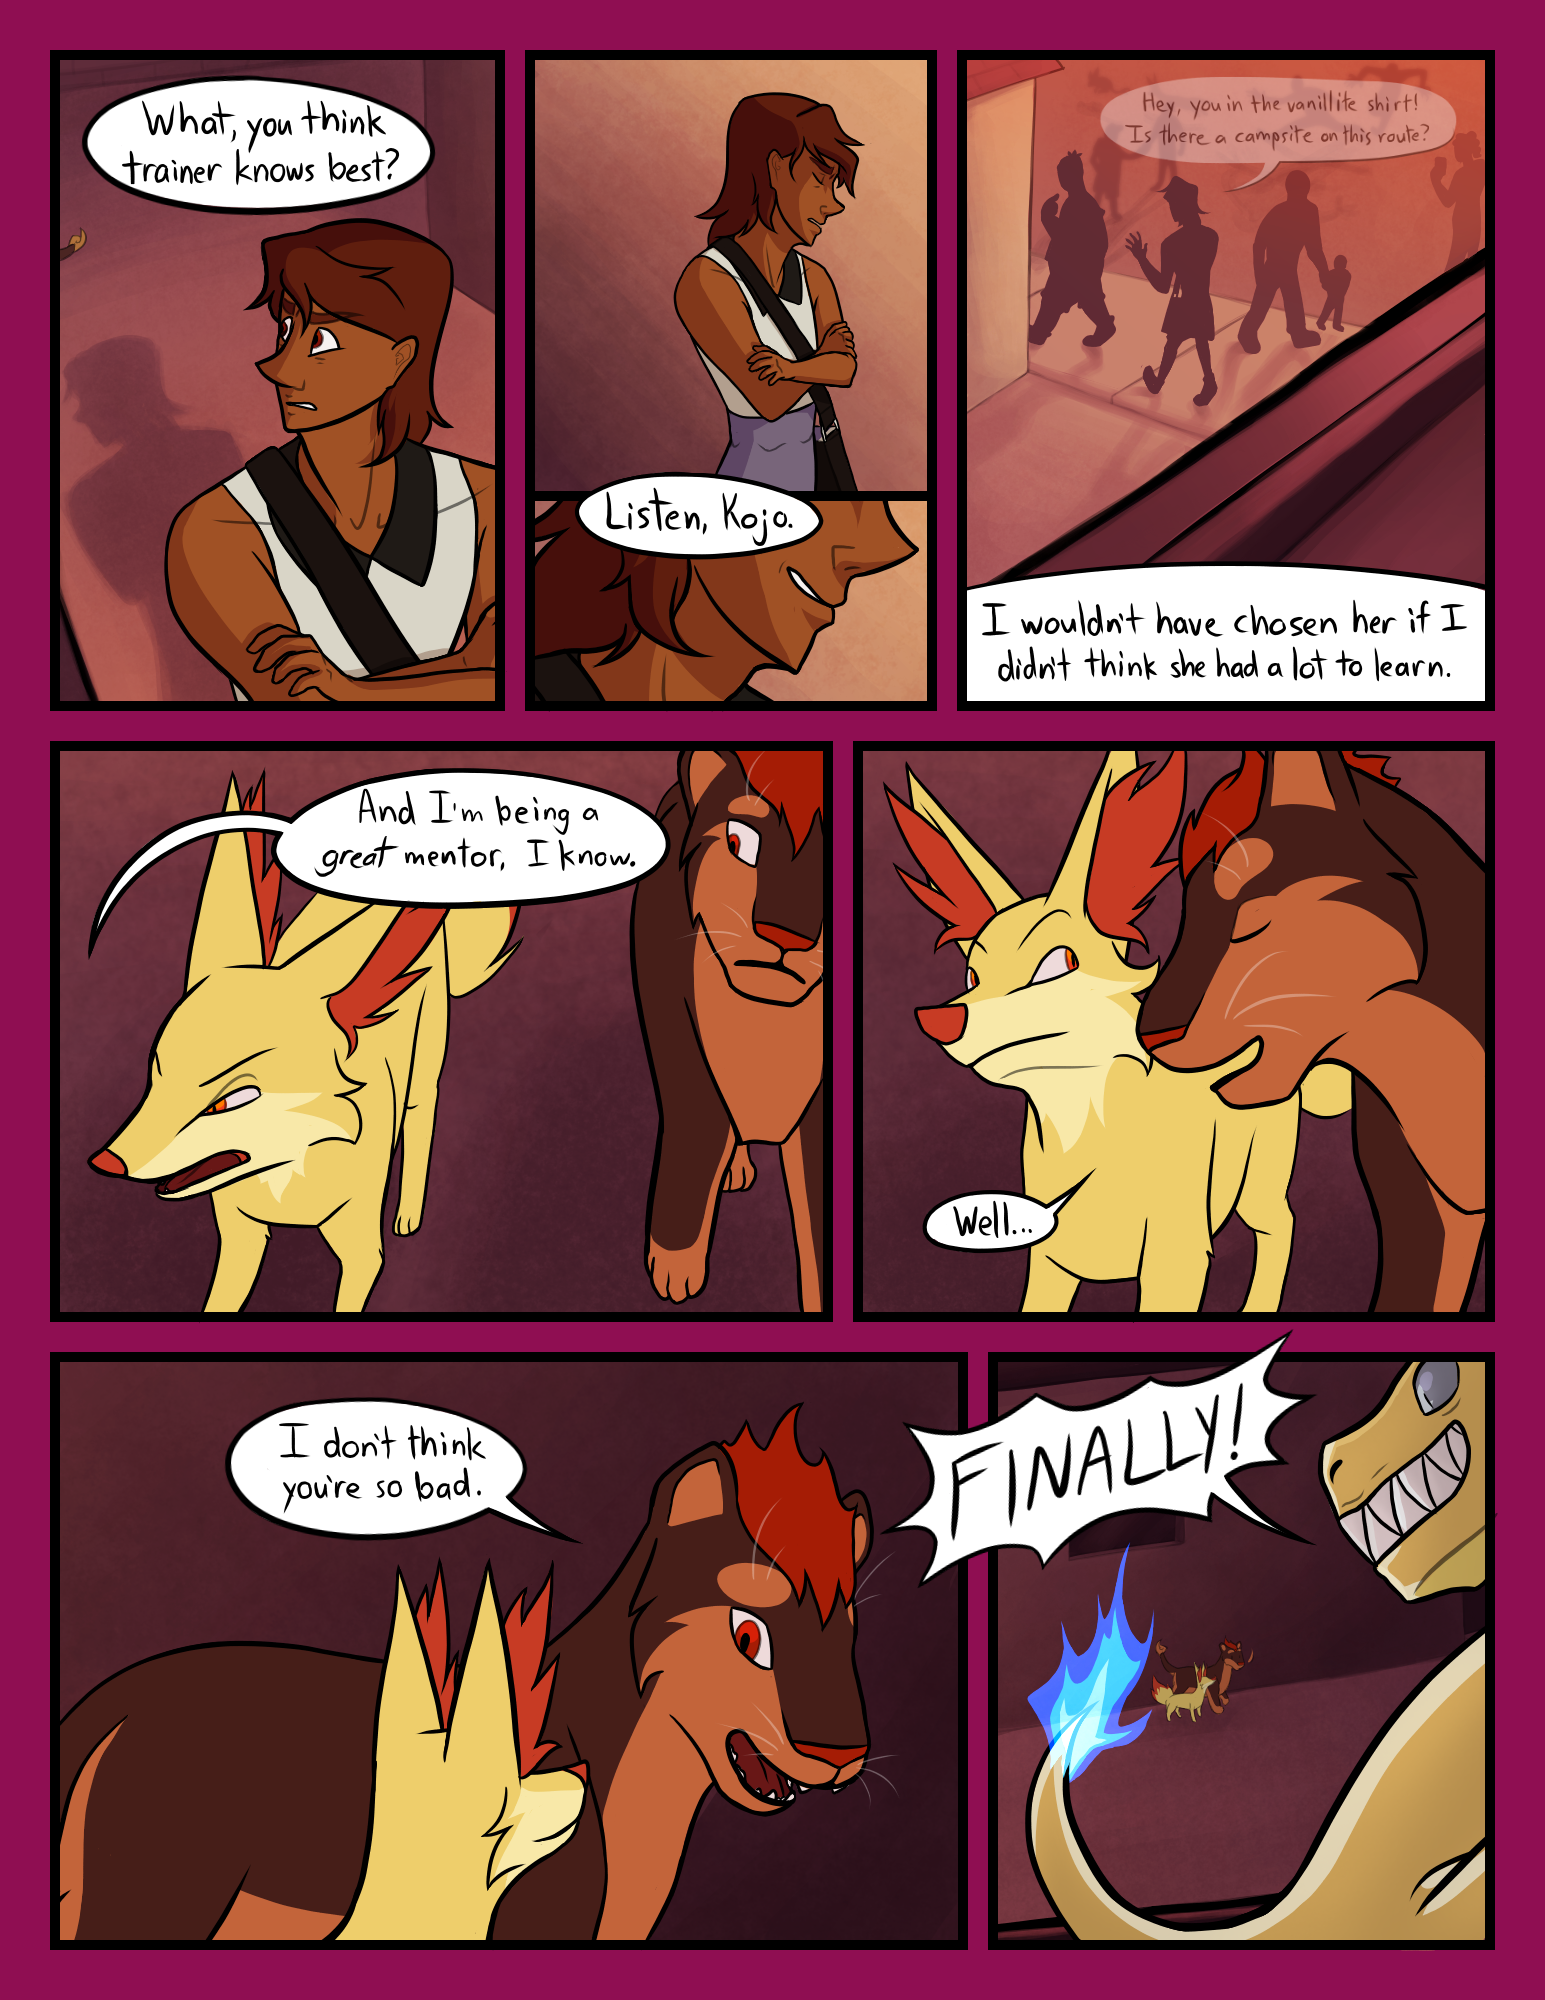 What, you think
trainer knows best?
Listen, Kojo.
Hey, you in the vanillite shirt!
Is there a campsite on this route?
I wouldn't have chosen her if I
didn't think she had a lot to learn.
And I'm being a
great mentor, I know.
Well...
I don't think
you're so bad.
FINALLY!